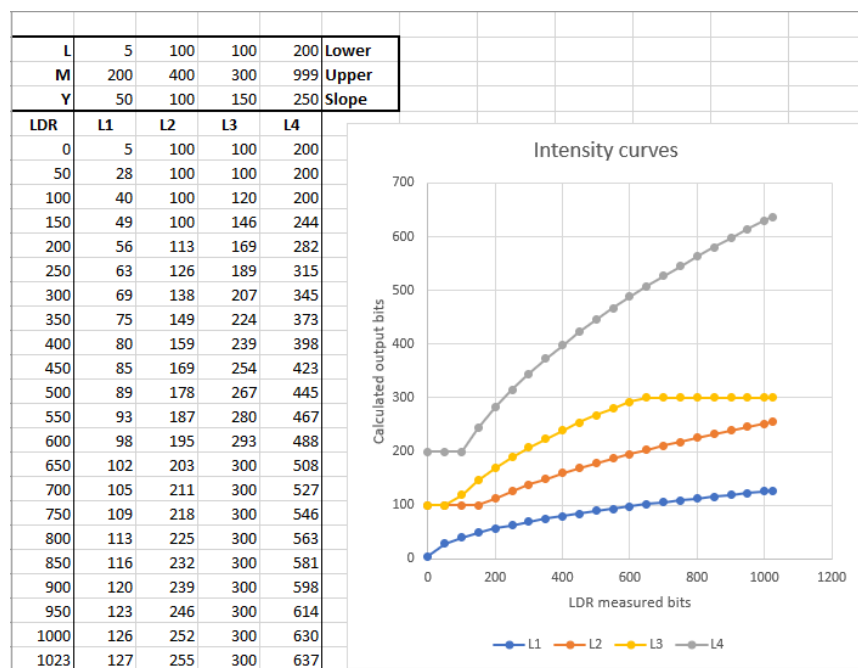 L 5 100 100 200 Lower
M 200 400 300 999 Upper
Y 50 100 150 250 Slope
LDR L1 L2 L3 L4
0 5 100 100 200
50 28 100 100 200
100 40 100 120 200
150 49 100 146 244
200 56 113 169 282
250 63 126 189 315
300 69 138 207 345
350 75 149 224 373
400 80 159 239 398
450 85 169 254 423
500 89 178 267 445
550 93 187 280 467
600 98 195 293 488
650 102 203 300 508
700 105 211 300 527
750 109 218 300 546
800 113 225 300 563
850 116 232 300 581
900 120 239 300 598
950 123 246 300 614
1000 126 252 300 630
1023 127 255 300 637
Intensity curves
700
600
500
400
300
200
100
0
Calculated output bits
0 200 400 600 800 1000 1200
LDR measured bits
L1 L2 L3 L4